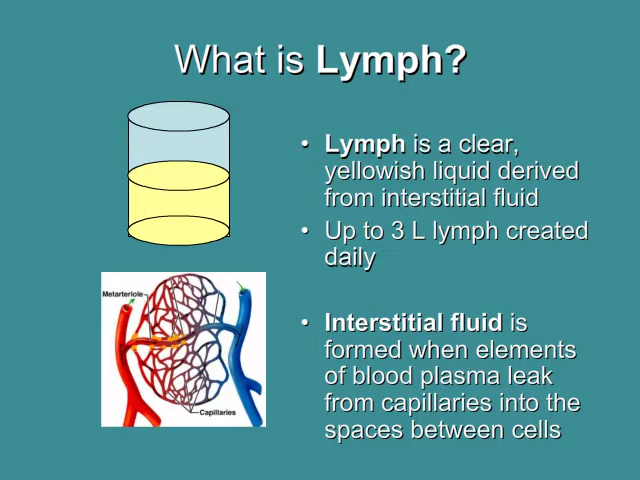 What is Lymph?
• Lymph is a clear,
yellowish liquid derived
from interstitial fluid
• Up to 3 L lymph created
daily
Metarteriole
Capillaries
• Interstitial fluid is
formed when elements
of blood plasma leak
from capillaries into the
spaces between cells